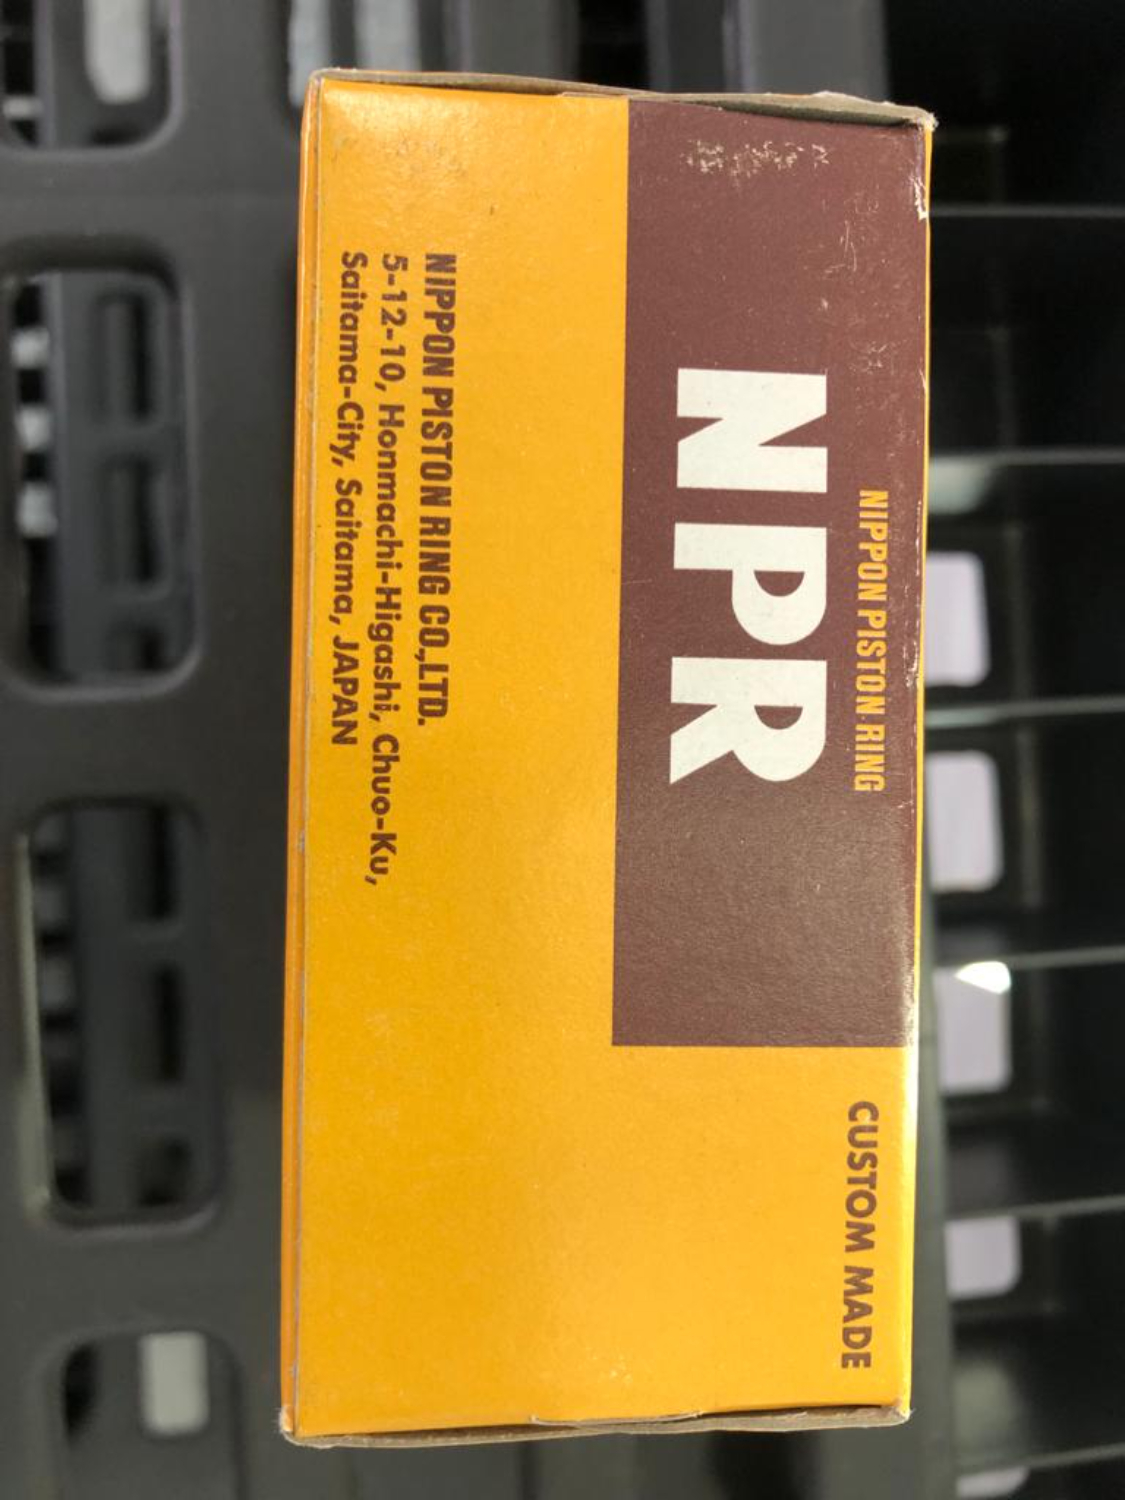 NIPPON PISTON RING
NPR
CUSTOM MADE
NIPPON PISTON RING CO.,LTD.
5-12-10, Honmachi-Higashi, Chuo-Ku,
Saitama-City, Saitama, JAPAN